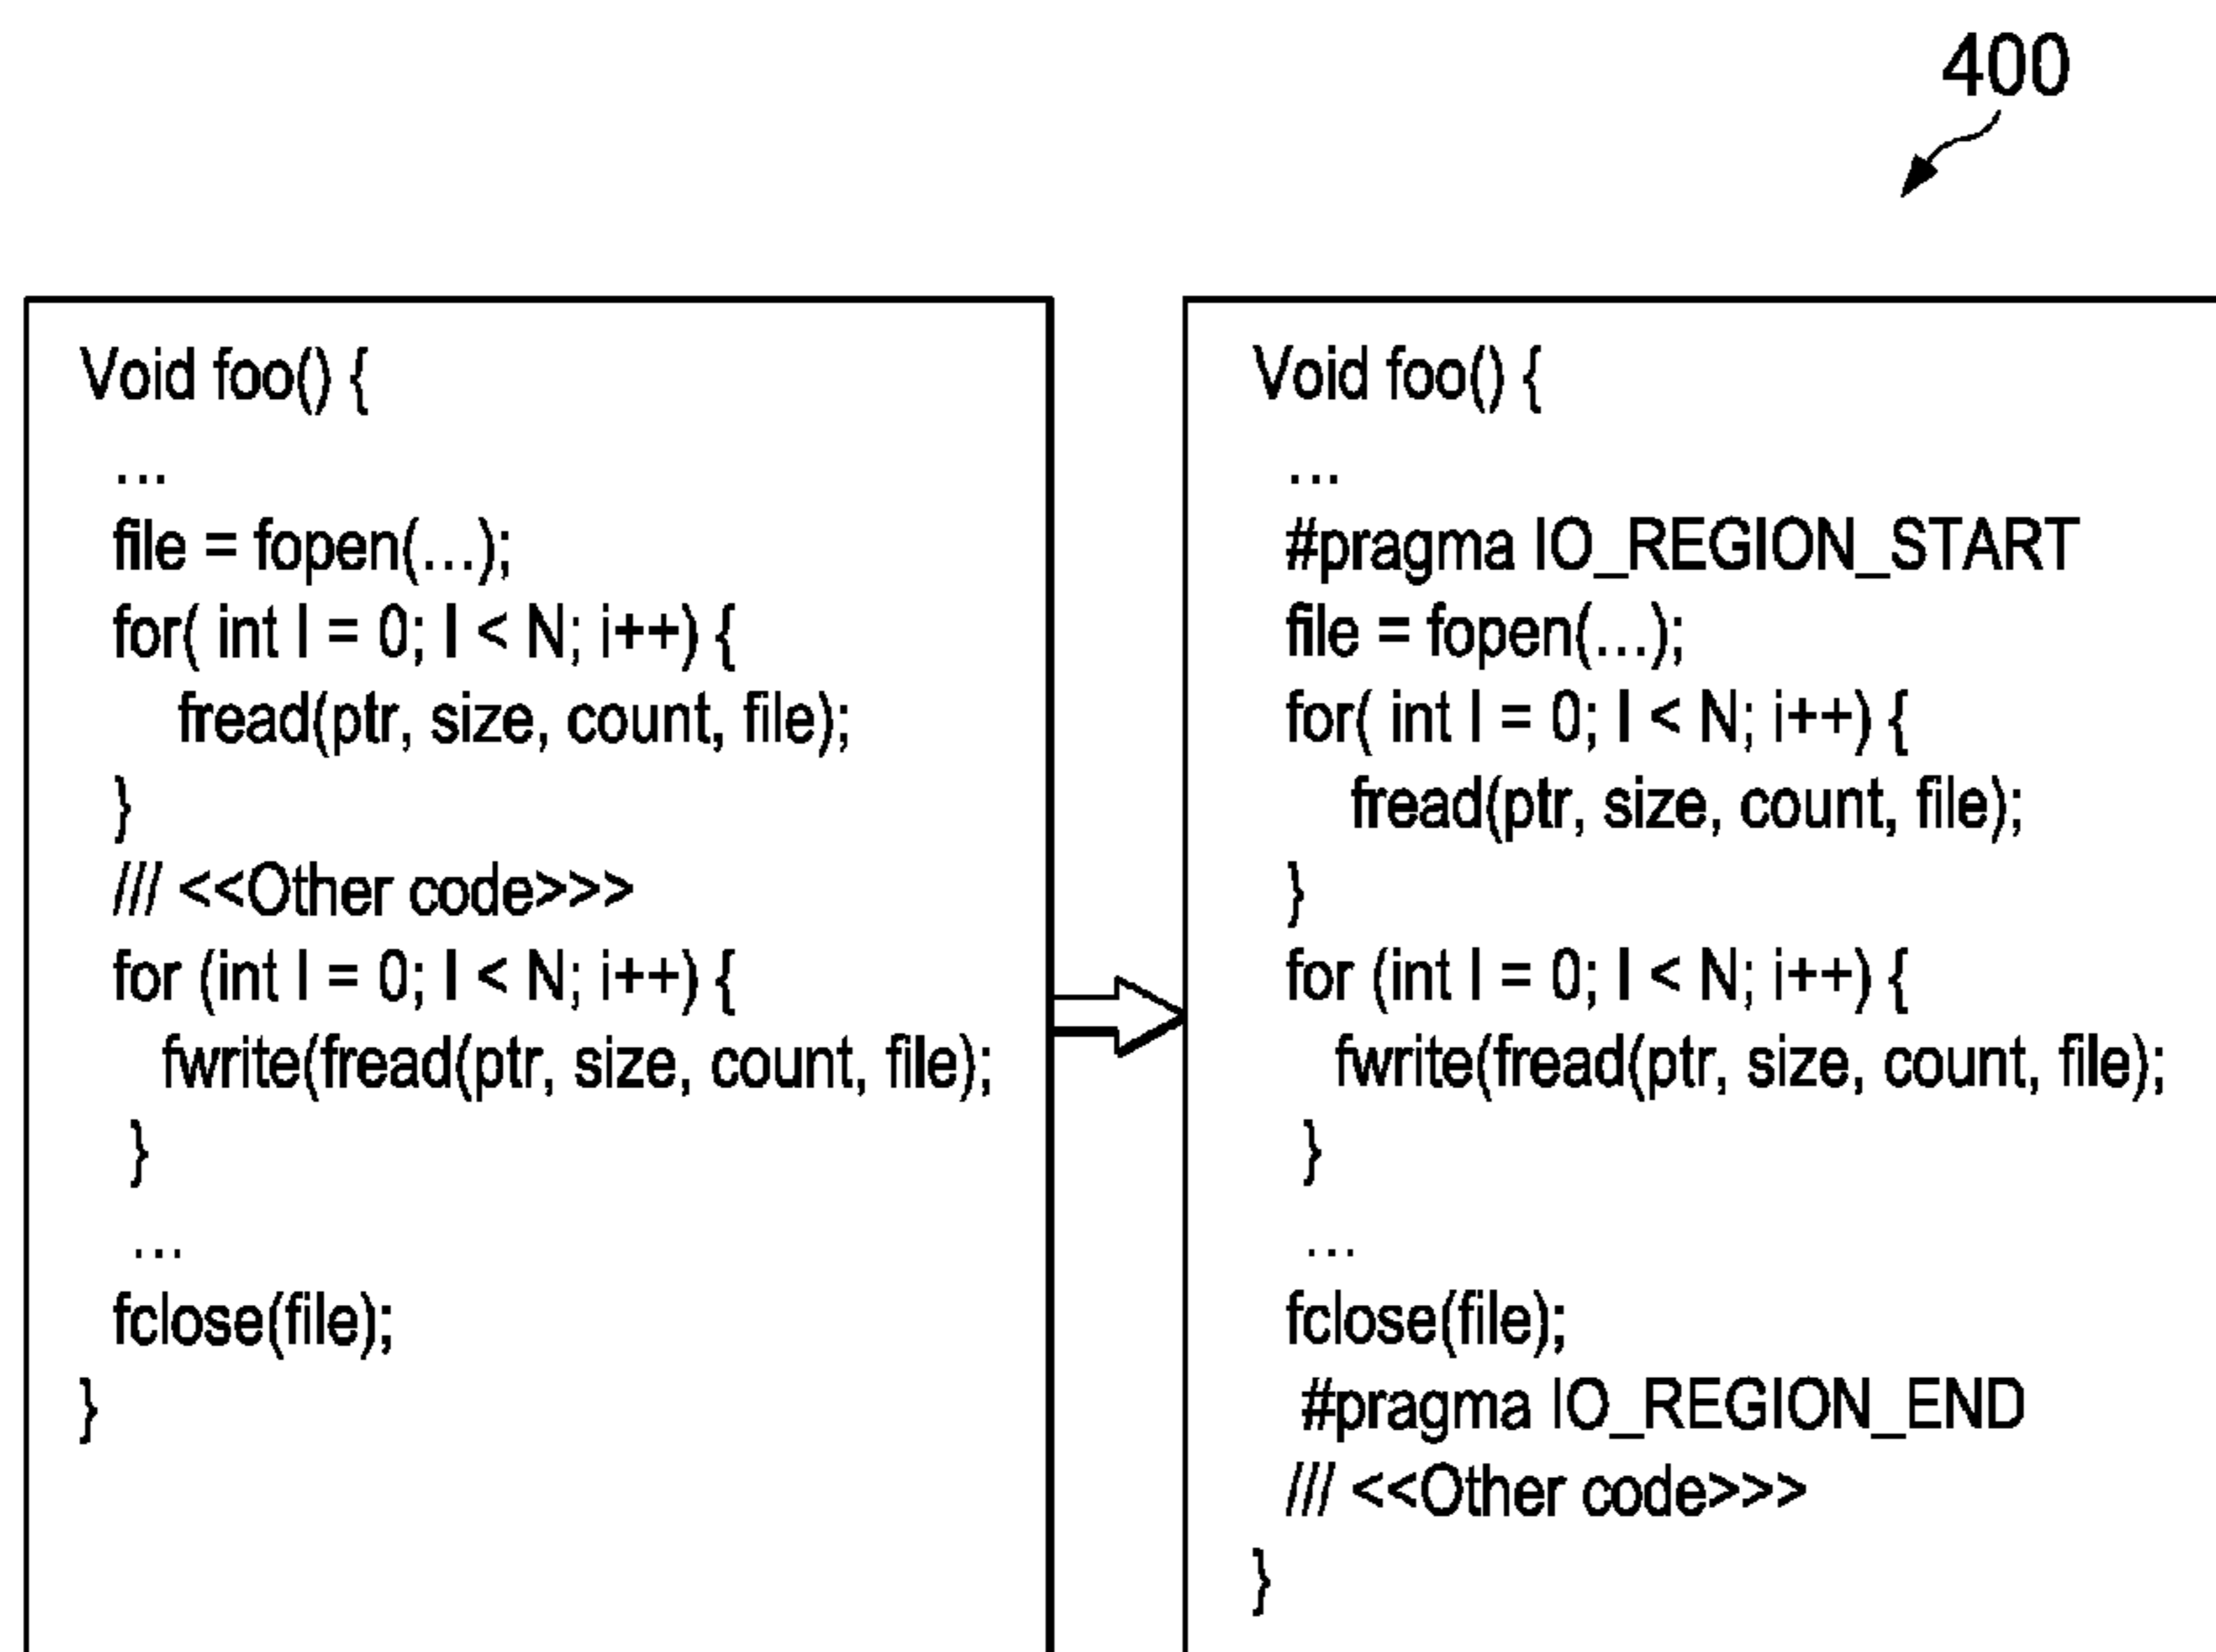 400
Void foo() {
...
file = fopen(...);
for( int I = 0; I < N; i++) {
fread(ptr, size, count, file);
}
/// <<Other code>>>
for (int I = 0; I < N; i++) {
fwrite(fread(ptr, size, count, file);
}
...
fclose(file);
}
Void foo() {
...
#pragma IO_REGION_START
file = fopen(...);
for( int I = 0; I < N; i++) {
fread(ptr, size, count, file);
}
for (int I = 0; I < N; i++) {
fwrite(fread(ptr, size, count, file);
}
...
fclose(file);
#pragma IO_REGION_END
/// <<Other code>>>
}